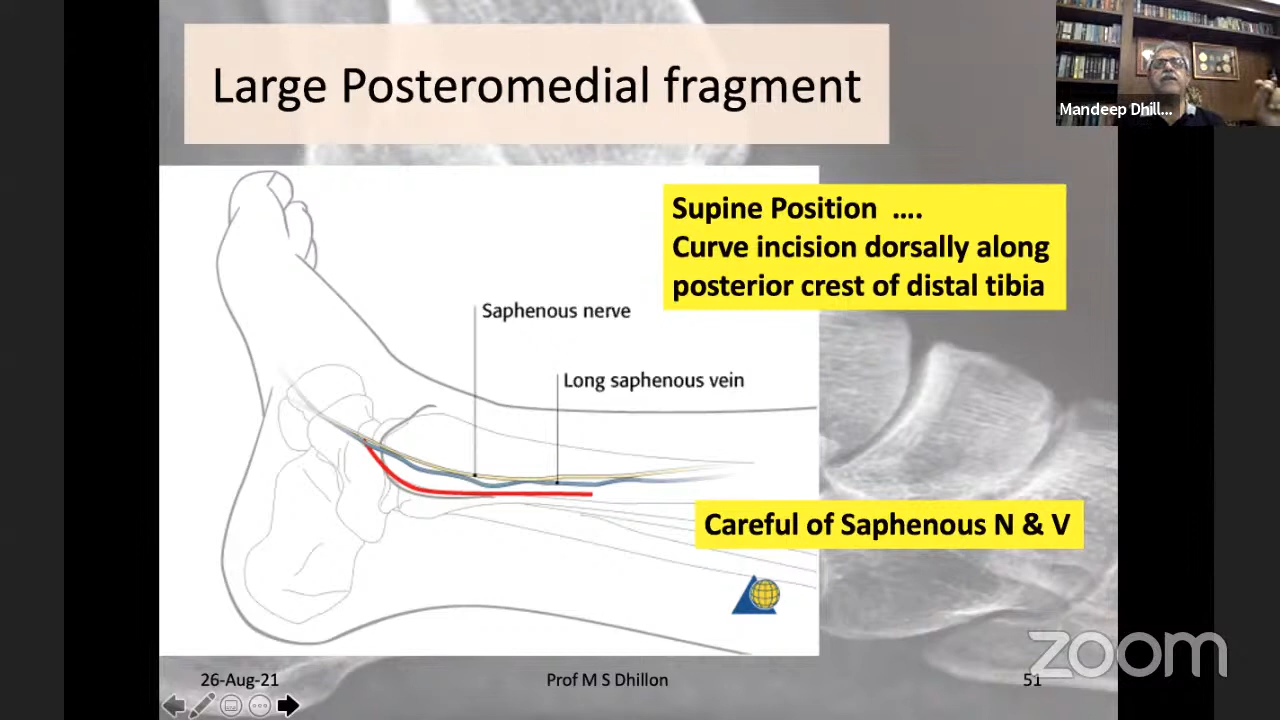 Large Posteromedial fragment
Mandeep Dhill...
Supine Position ....
Curve incision dorsally along
posterior crest of distal tibia
Saphenous nerve
Long saphenous vein
Careful of Saphenous N & V
zoom
26-Aug-21
Prof M S Dhillon
51